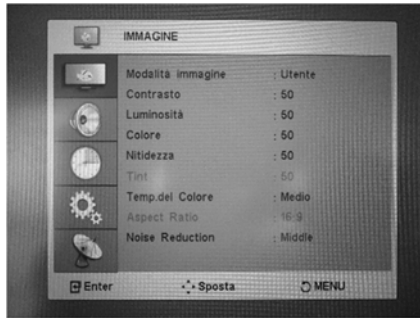 IMMAGINE
Modalità immagine : Utente
Contrasto : 50
Luminosità : 50
Colore : 50
Nitidezza : 50
Tint : 50
Temp.del Colore : Medio
Aspect Ratio : 16:9
Noise Reduction : Middle
Enter Sposta MENU